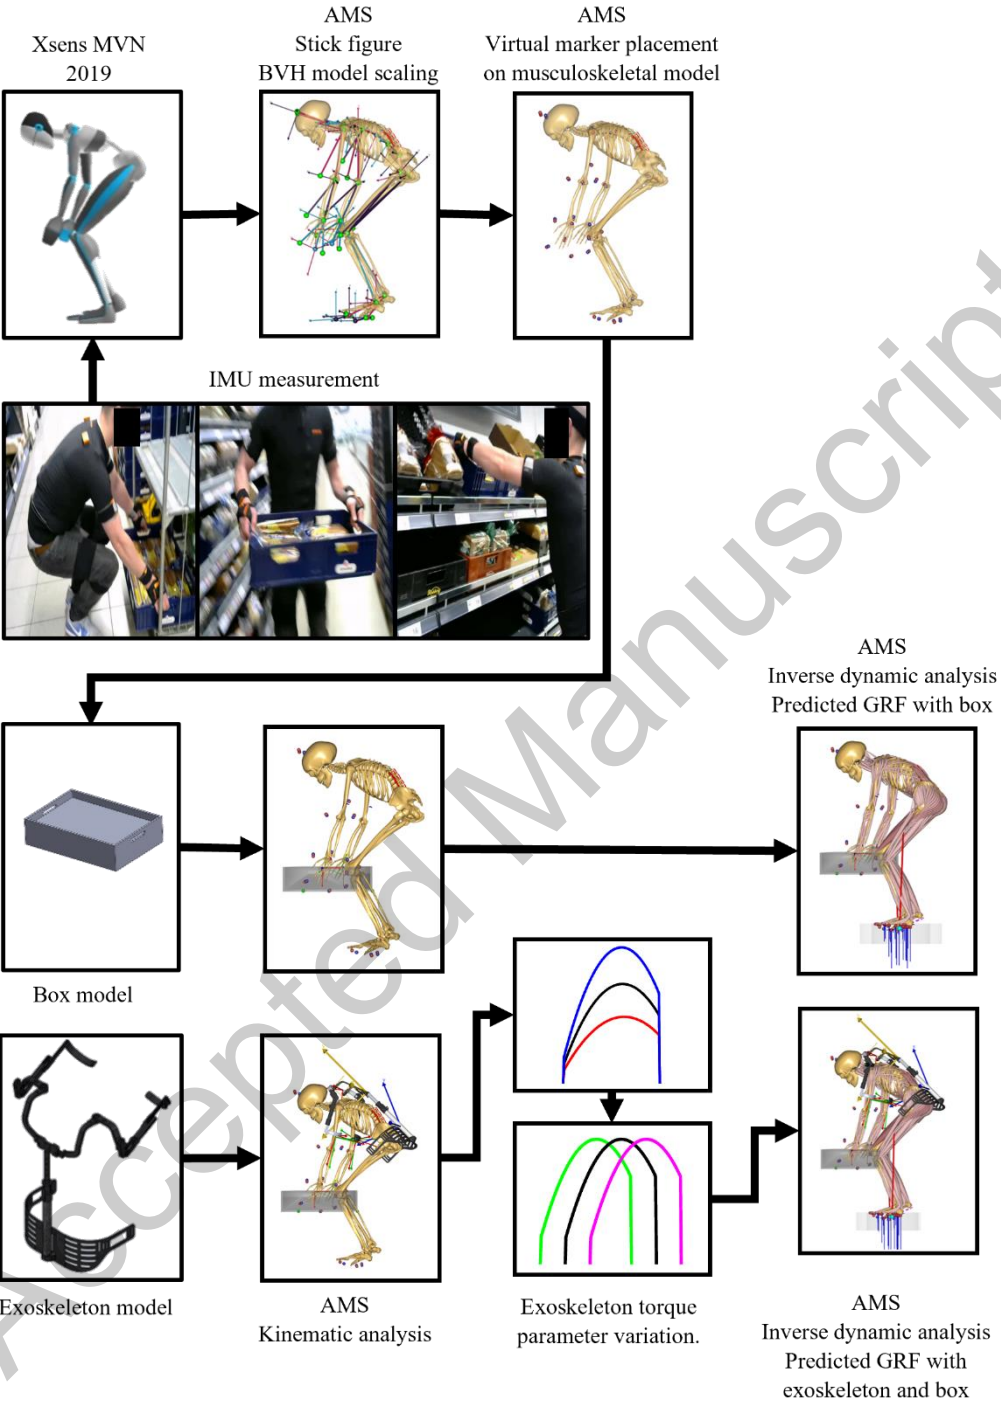 Xsens MVN
2019
AMS
Stick figure
BVH model scaling
AMS
Virtual marker placement
on musculoskeletal model
IMU measurement
AMS
Inverse dynamic analysis
Predicted GRF with box
Box model
Exoskeleton model
AMS
Kinematic analysis
Exoskeleton torque
parameter variation.
AMS
Inverse dynamic analysis
Predicted GRF with
exoskeleton and box
Accepted Manuscript